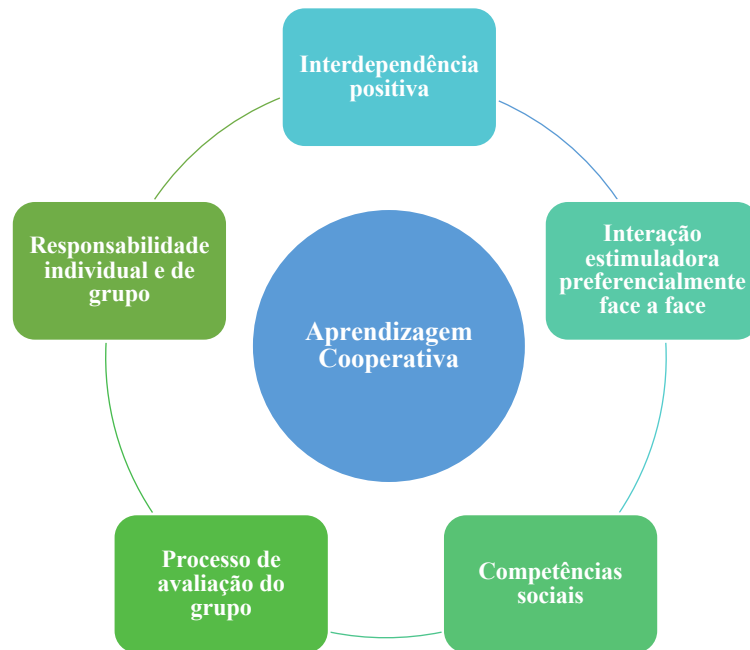 Interdependência
positiva
Interação
estimuladora
preferencialmente
face a face
Competências
sociais
Processo de
avaliação do
grupo
Responsabilidade
individual e de
grupo
Aprendizagem
Cooperativa